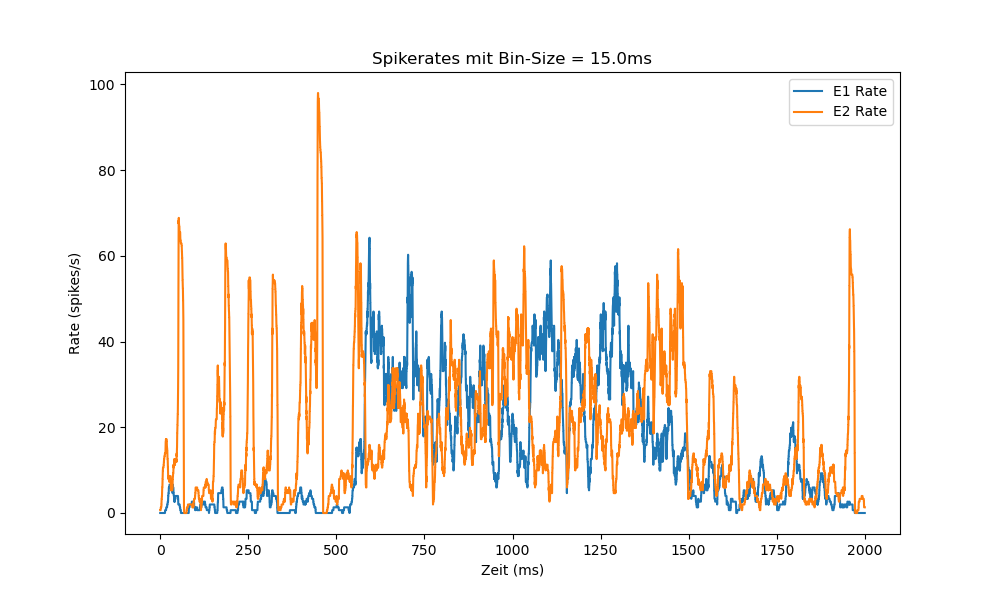 Spikerates mit Bin-Size = 15.0ms
E1 Rate
E2 Rate
Rate (spikes/s)
100
80
60
40
20
0
0 250 500 750 1000 1250 1500 1750 2000
Zeit (ms)